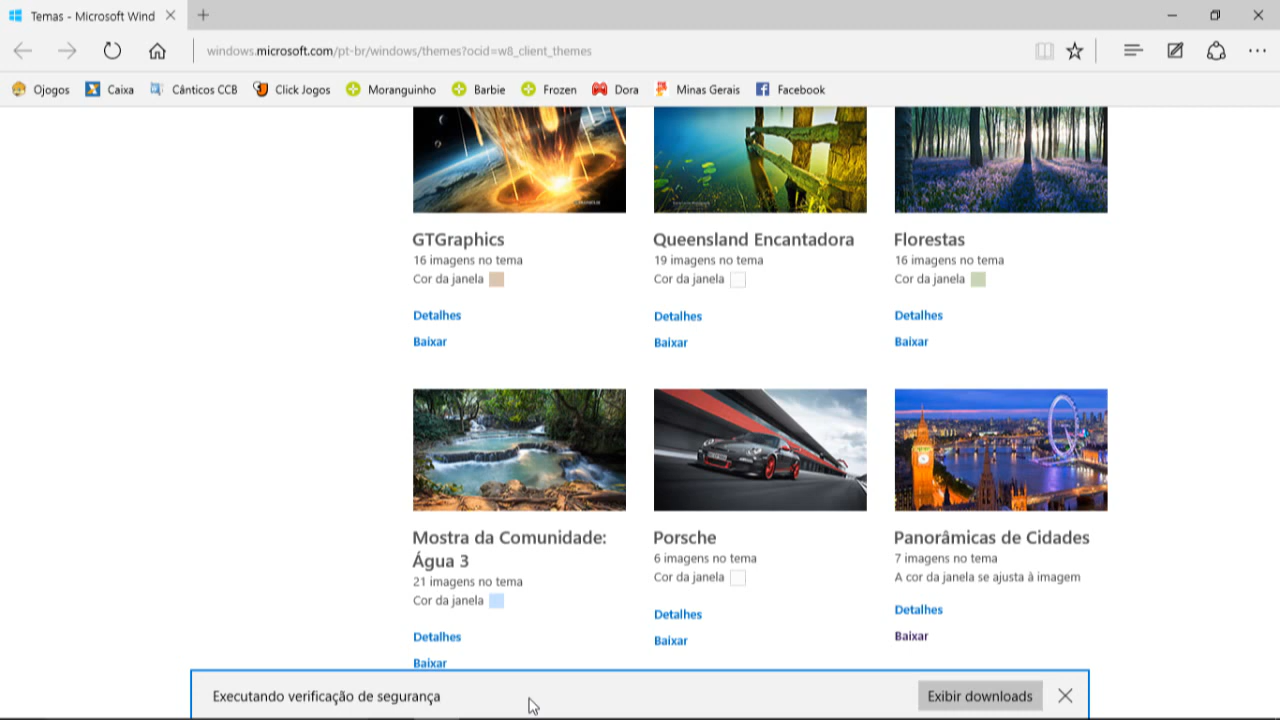 Temas - Microsoft Wind
windows.microsoft.com/pt-br/windows/themes?ocid=w8_client_themes
Ojogos Caixa Cânticos CCB Click Jogos Moranguinho Barbie Frozen Dora Minas Gerais Facebook
GTGraphics
16 imagens no tema
Cor da janela
Detalhes
Baixar
Queensland Encantadora
19 imagens no tema
Cor da janela
Detalhes
Baixar
Florestas
16 imagens no tema
Cor da janela
Detalhes
Baixar
Mostra da Comunidade:
Água 3
21 imagens no tema
Cor da janela
Detalhes
Baixar
Porsche
6 imagens no tema
Cor da janela
Detalhes
Baixar
Panorâmicas de Cidades
7 imagens no tema
A cor da janela se ajusta à imagem
Detalhes
Baixar
Executando verificação de segurança
Exibir downloads